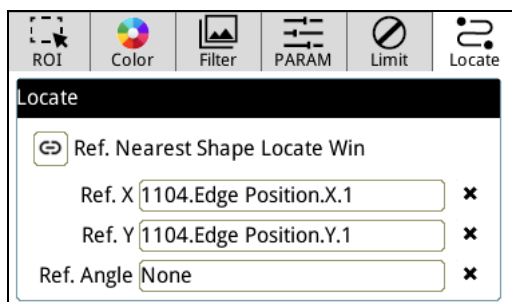 ROI Color Filter PARAM Limit Locate
Locate
Ref. Nearest Shape Locate Win
Ref. X 1104.Edge Position.X.1
Ref. Y 1104.Edge Position.Y.1
Ref. Angle None